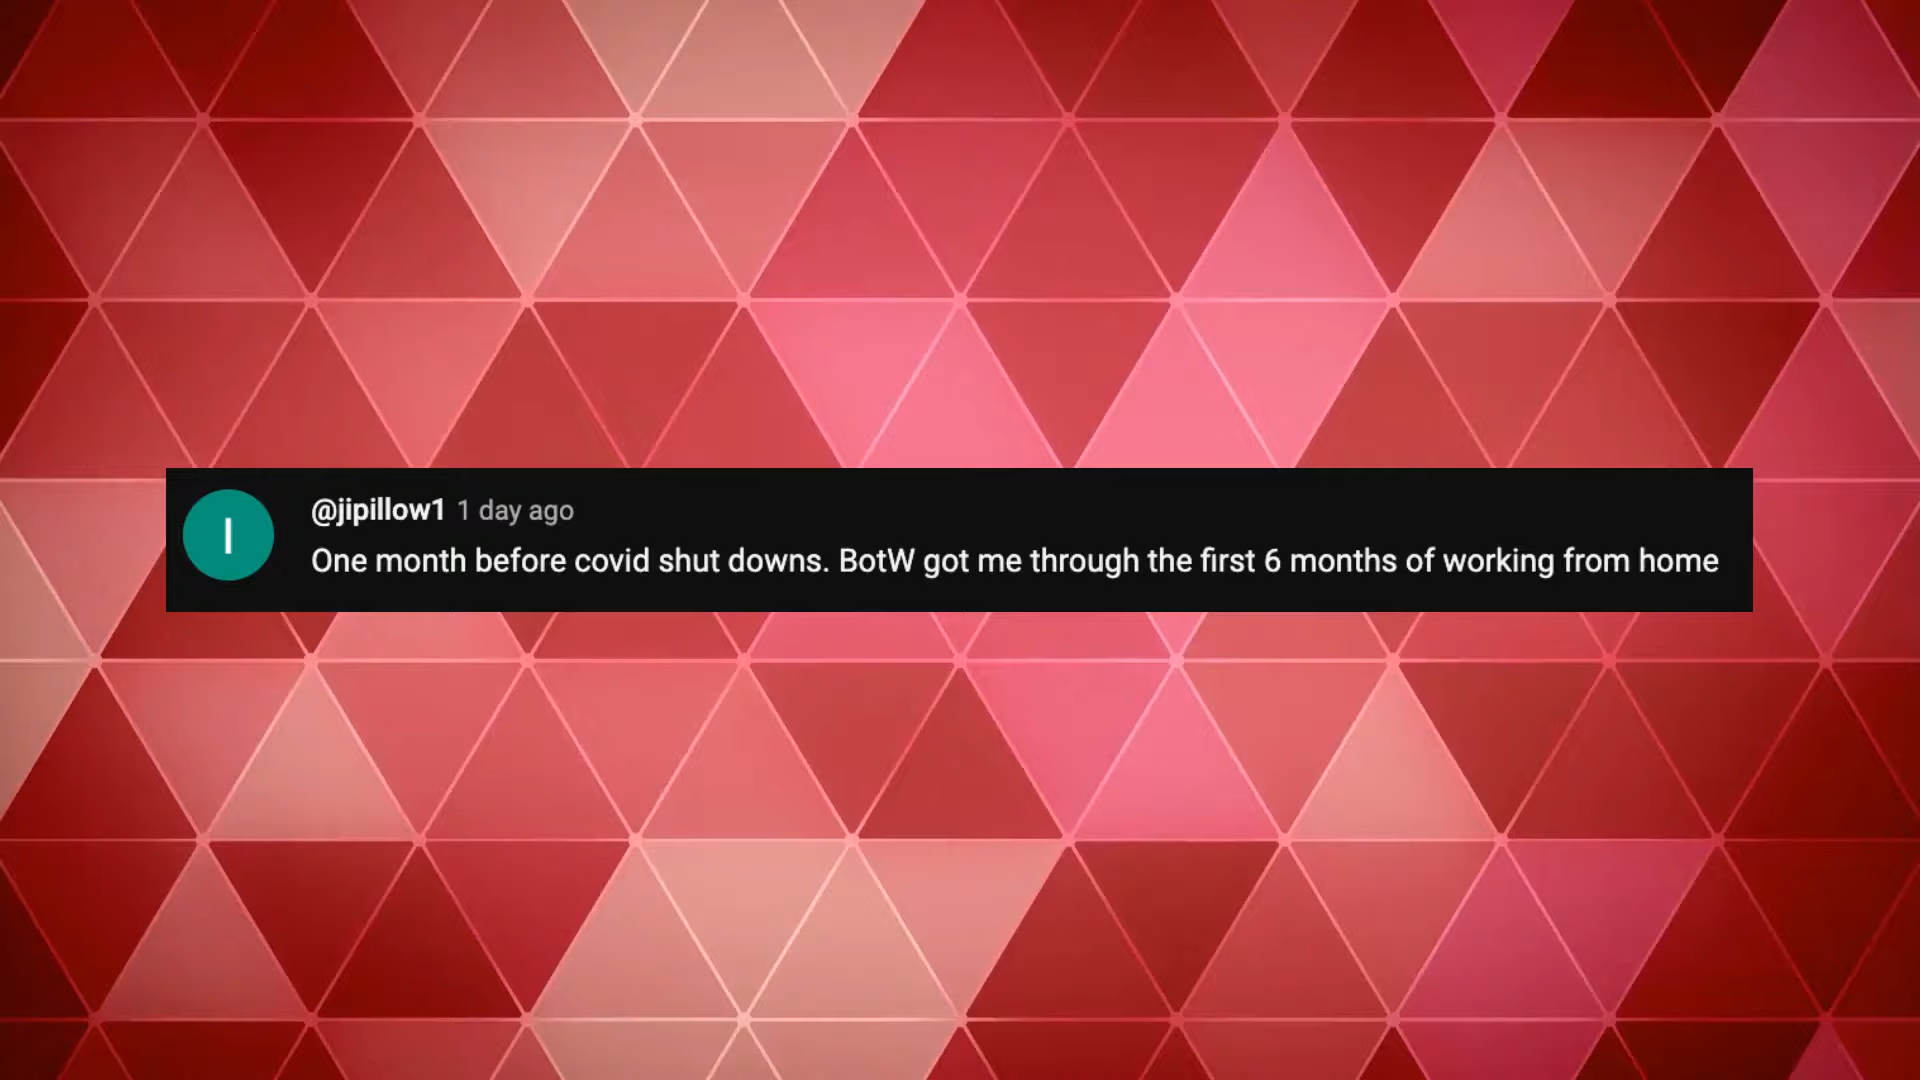 I
@jipillow1 1 day ago
One month before covid shut downs. BotW got me through the first 6 months of working from home